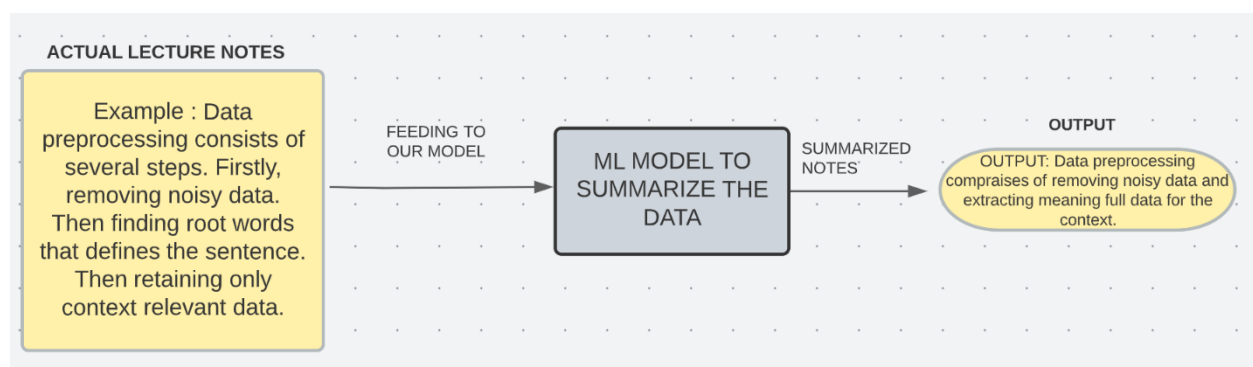 ACTUAL LECTURE NOTES
Example : Data
preprocessing consists of
several steps. Firstly,
removing noisy data.
Then finding root words
that defines the sentence.
Then retaining only
context relevant data.
FEEDING TO
OUR MODEL
ML MODEL TO
SUMMARIZE THE
DATA
SUMMARIZED
NOTES
OUTPUT
OUTPUT: Data preprocessing
compraises of removing noisy data and
extracting meaning full data for the
context.